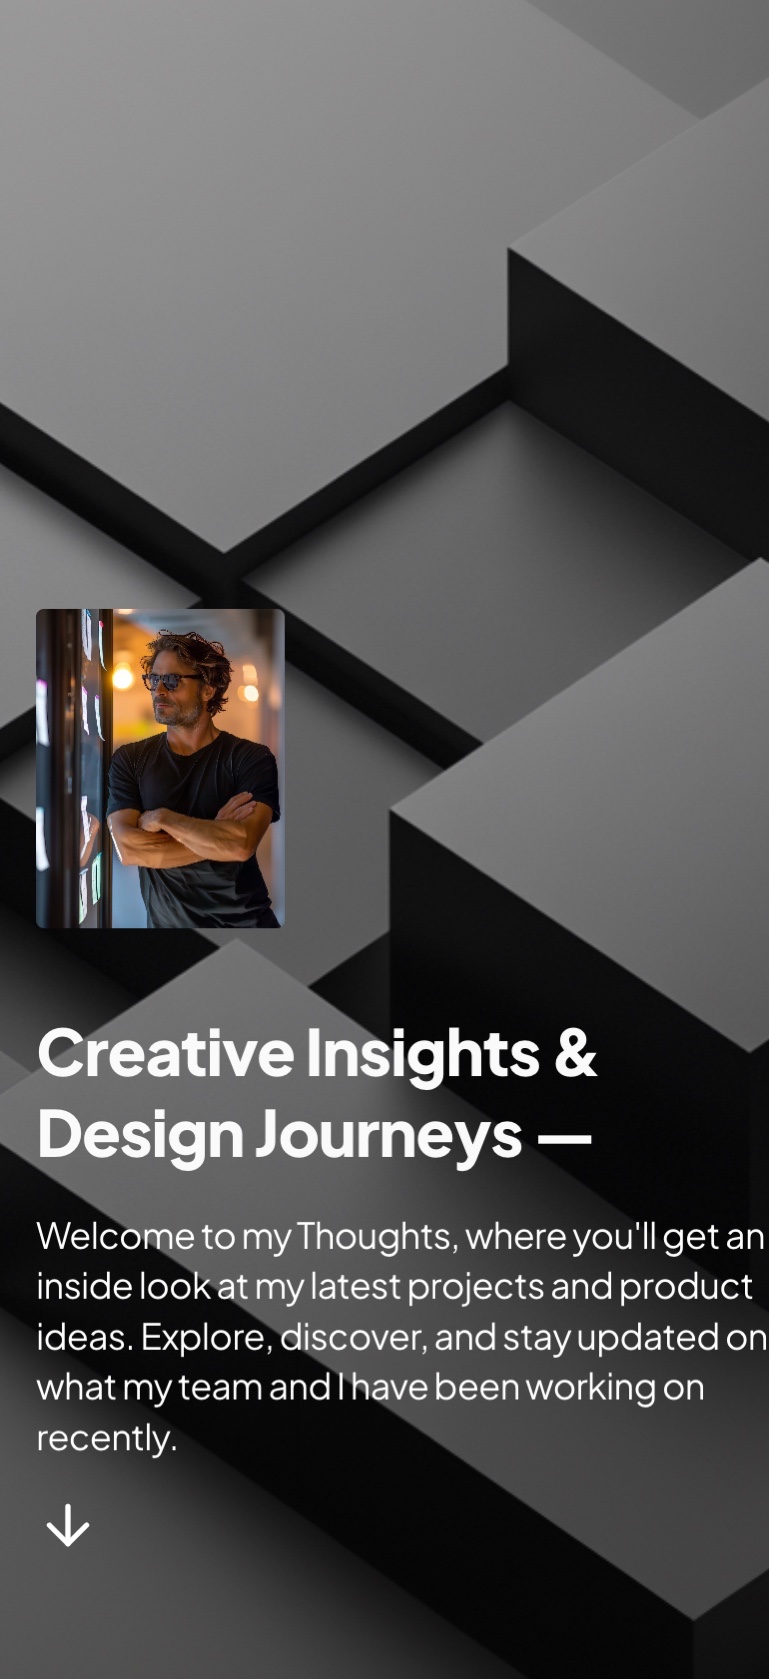 Creative Insights &
Design Journeys —
Welcome to my Thoughts, where you'll get an
inside look at my latest projects and product
ideas. Explore, discover, and stay updated on
what my team and I have been working on
recently.